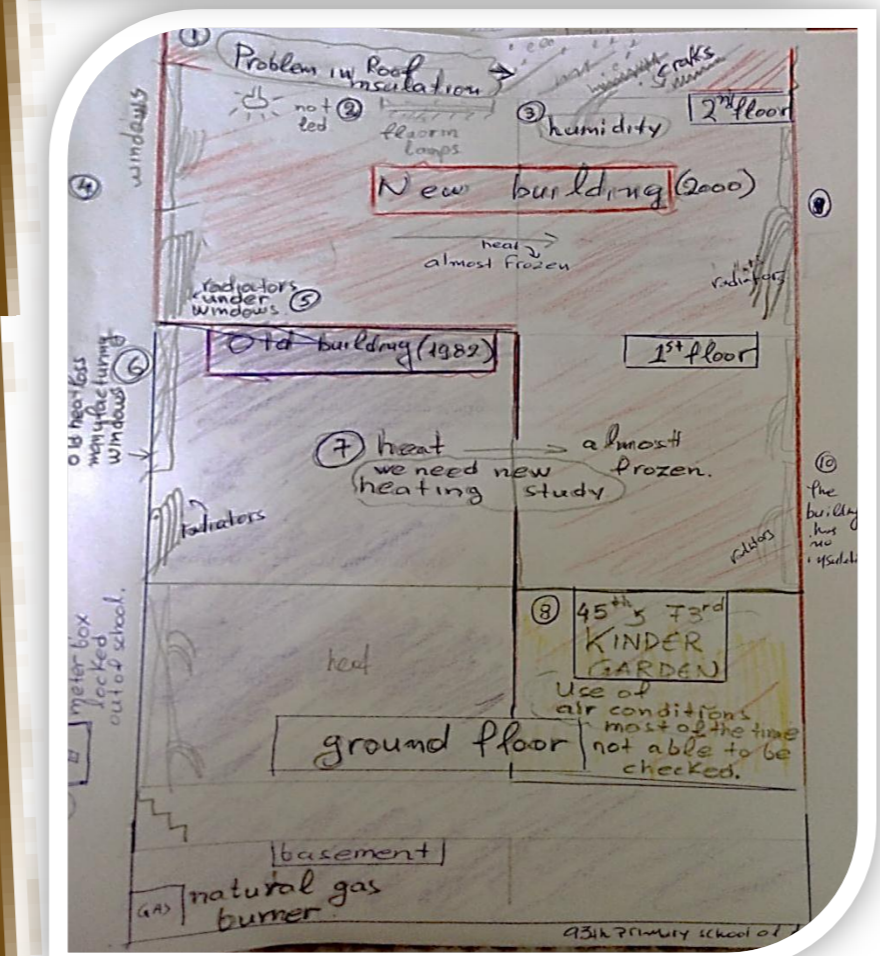 ①
Problem in Roof
insulation
craks
windows
not ②
led
fluorin
lamps
③
humidity
2nd floor
④
New building (2000)
heat
almost frozen
radiators
under
windows ⑤
radiators
Old building (1982)
1st floor
⑥
old heat loss
manufacturing
windows
⑦ heat
almost
frozen.
we need new
heating study
radiators
⑩
the
building
has
no
⑧ 45th 73rd
KINDER
GARDEN
Use of
air conditions
most of the time
not able to be
checked.
heat
meter box
locked
out of school.
ground floor
basement
GAS
natural gas
burner
93th Primary school of